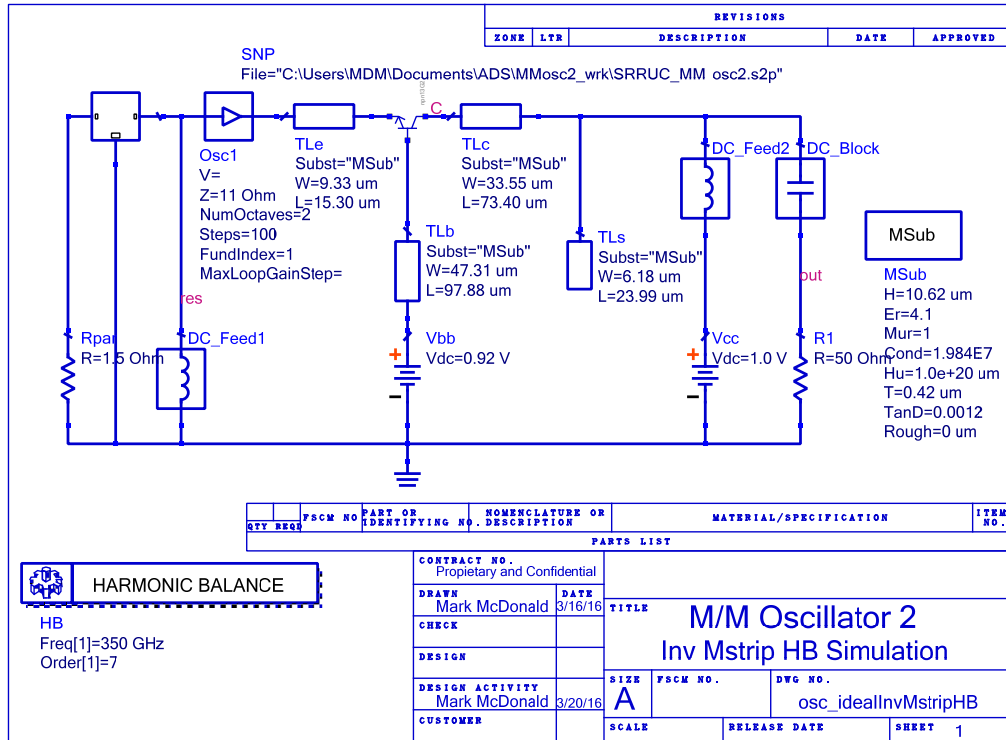 REVISIONS
ZONE LTR DESCRIPTION DATE APPROVED
SNP
File="C:\Users\MDM\Documents\ADS\MMosc2_wrk\SRRUC_MM osc2.s2p"
C
Osc1
V=
Z=11 Ohm
NumOctaves=2
Steps=100
FundIndex=1
MaxLoopGainStep=
TLe
Subst="MSub"
W=9.33 um
L=15.30 um
TLc
Subst="MSub"
W=33.55 um
L=73.40 um
DC_Feed2
DC_Block
TLb
Subst="MSub"
W=47.31 um
L=97.88 um
TLs
Subst="MSub"
W=6.18 um
L=23.99 um
MSub
MSub
H=10.62 um
Er=4.1
Mur=1
Cond=1.984E7
Hu=1.0e+20 um
T=0.42 um
TanD=0.0012
Rough=0 um
res
out
R=1.5 Ohm
DC_Feed1
Vbb
+
Vdc=0.92 V
Vcc
+
Vdc=1.0 V
R1
R=50 Ohm
QTY REQD FSCM NO PART OR IDENTIFYING NO. NOMENCLATURE OR DESCRIPTION MATERIAL/SPECIFICATION ITEM NO.
PARTS LIST
HARMONIC BALANCE
HB
Freq[1]=350 GHz
Order[1]=7
CONTRACT NO.
Propietary and Confidential
DRAWN DATE
Mark McDonald 3/16/16
CHECK
DESIGN
DESIGN ACTIVITY
Mark McDonald 3/20/16
CUSTOMER
TITLE
M/M Oscillator 2
Inv Mstrip HB Simulation
SIZE FSCM NO. DWG NO.
A osc_idealInvMstripHB
SCALE RELEASE DATE SHEET 1